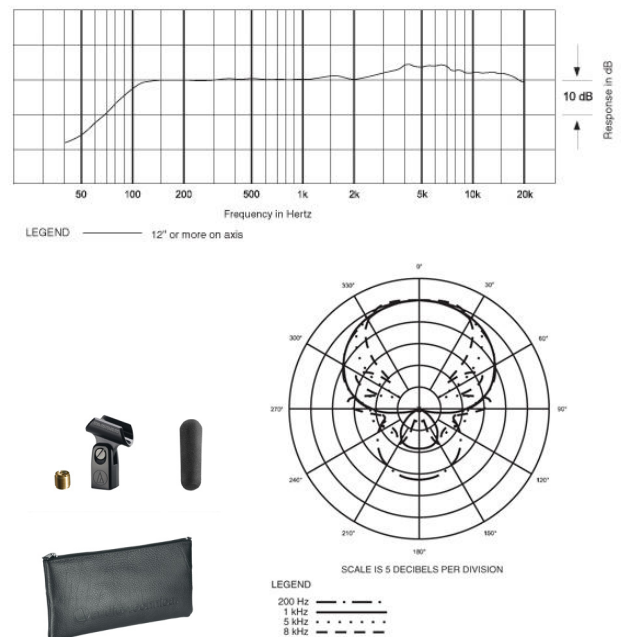 10 dB
Response in dB
50 100 200 500 1k 2k 5k 10k 20k
Frequency in Hertz
LEGEND 12" or more on axis
0°
330° 30°
300° 60°
270° 90°
240° 120°
210° 150°
180°
SCALE IS 5 DECIBELS PER DIVISION
LEGEND
200 Hz
1 kHz
5 kHz
8 kHz